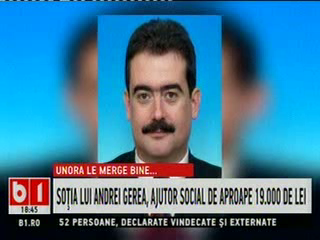 UNORA LE MERGE BINE...
SOȚIA LUI ANDREI GEREA, AJUTOR SOCIAL DE APROAPE 19.000 DE LEI
b1
18:45
B1.RO 52 PERSOANE, DECLARATE VINDECATE ȘI EXTERNATE